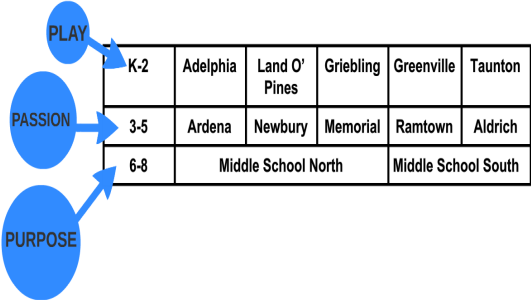 PLAY
K-2 Adelphia Land O' Pines Griebling Greenville Taunton
PASSION
3-5 Ardena Newbury Memorial Ramtown Aldrich
6-8 Middle School North Middle School South
PURPOSE